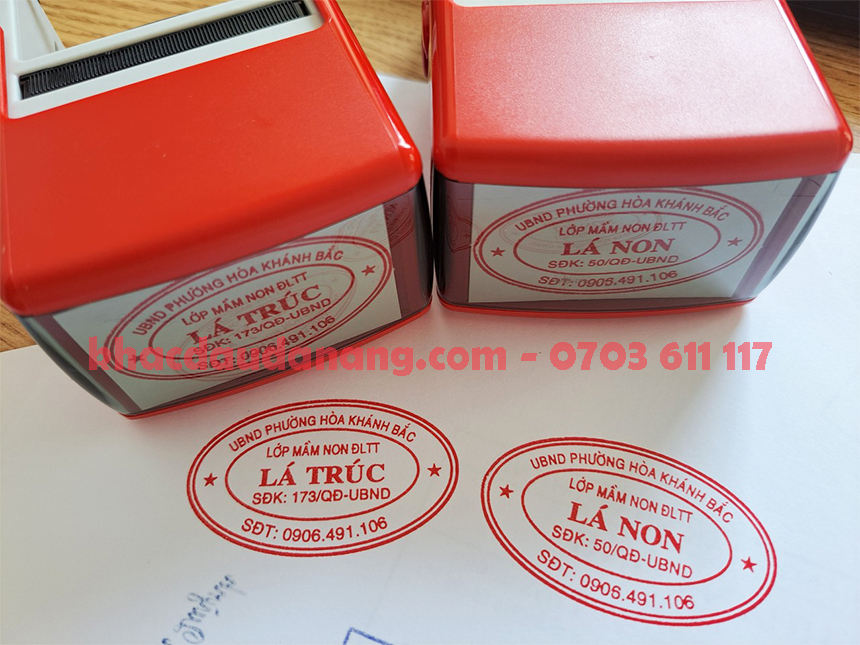 UBND PHƯỜNG HÒA KHÁNH BẮC
LỚP MẦM NON ĐLTT
LÁ TRÚC
SĐK: 173/QĐ-UBND
SĐT: 0906.491.106
UBND PHƯỜNG HÒA KHÁNH BẮC
LỚP MẦM NON ĐLTT
LÁ NON
SĐK: 50/QĐ-UBND
SĐT: 0906.491.106
khacdaudanang.com - 0703 611 117
UBND PHƯỜNG HÒA KHÁNH BẮC
LỚP MẦM NON ĐLTT
LÁ TRÚC
SĐK: 173/QĐ-UBND
SĐT: 0906.491.106
UBND PHƯỜNG HÒA KHÁNH BẮC
LỚP MẦM NON ĐLTT
LÁ NON
SĐK: 50/QĐ-UBND
SĐT: 0906.491.106